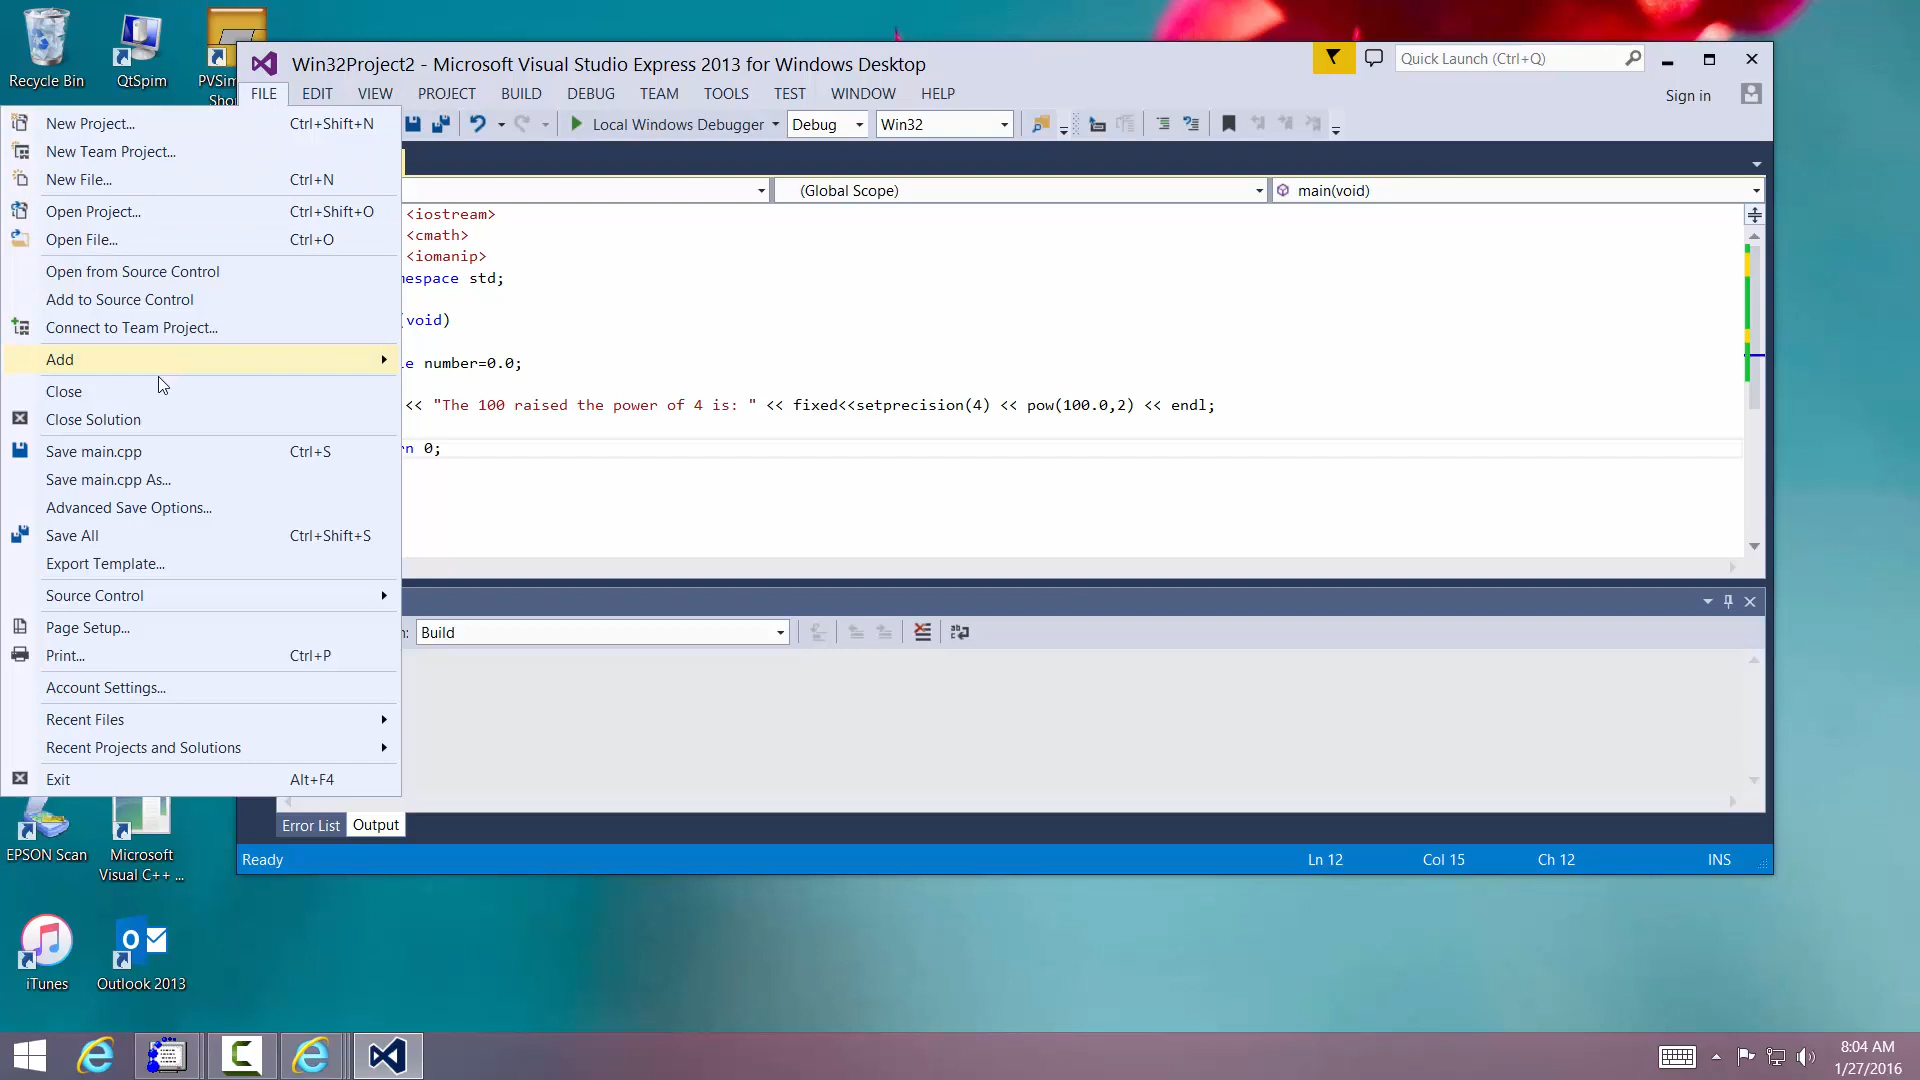 Recycle Bin
QtSpim
PVSim
Sho
Win32Project2 - Microsoft Visual Studio Express 2013 for Windows Desktop
Quick Launch (Ctrl+Q)
FILE EDIT VIEW PROJECT BUILD DEBUG TEAM TOOLS TEST WINDOW HELP
Sign in
Local Windows Debugger Debug Win32
New Project... Ctrl+Shift+N
New Team Project...
New File... Ctrl+N
Open Project... Ctrl+Shift+O
Open File... Ctrl+O
Open from Source Control
Add to Source Control
Connect to Team Project...
Add
Close
Close Solution
Save main.cpp Ctrl+S
Save main.cpp As...
Advanced Save Options...
Save All Ctrl+Shift+S
Export Template...
Source Control
Page Setup...
Print... Ctrl+P
Account Settings...
Recent Files
Recent Projects and Solutions
Exit Alt+F4
(Global Scope) main(void)
<iostream>
<cmath>
<iomanip>
mespace std;
(void)
le number=0.0;
<< "The 100 raised the power of 4 is: " << fixed<<setprecision(4) << pow(100.0,2) << endl;
rn 0;
: Build
Error List Output
Ready Ln 12 Col 15 Ch 12 INS
EPSON Scan
Microsoft
Visual C++ ...
iTunes
Outlook 2013
8:04 AM
1/27/2016